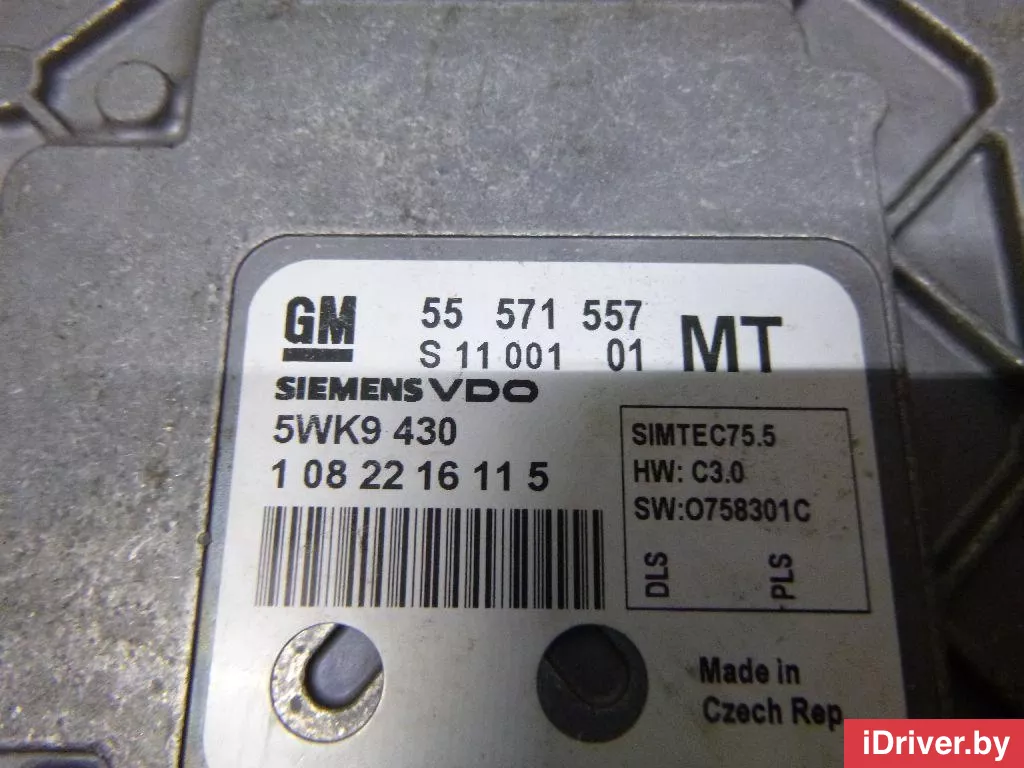 GM 55 571 557 MT
S 11 001 01
SIEMENS VDO
5WK9 430
1 08 22 16 11 5
SIMTEC75.5
HW: C3.0
SW:O758301C
DLS PLS
Made in
Czech Rep
iDriver.by